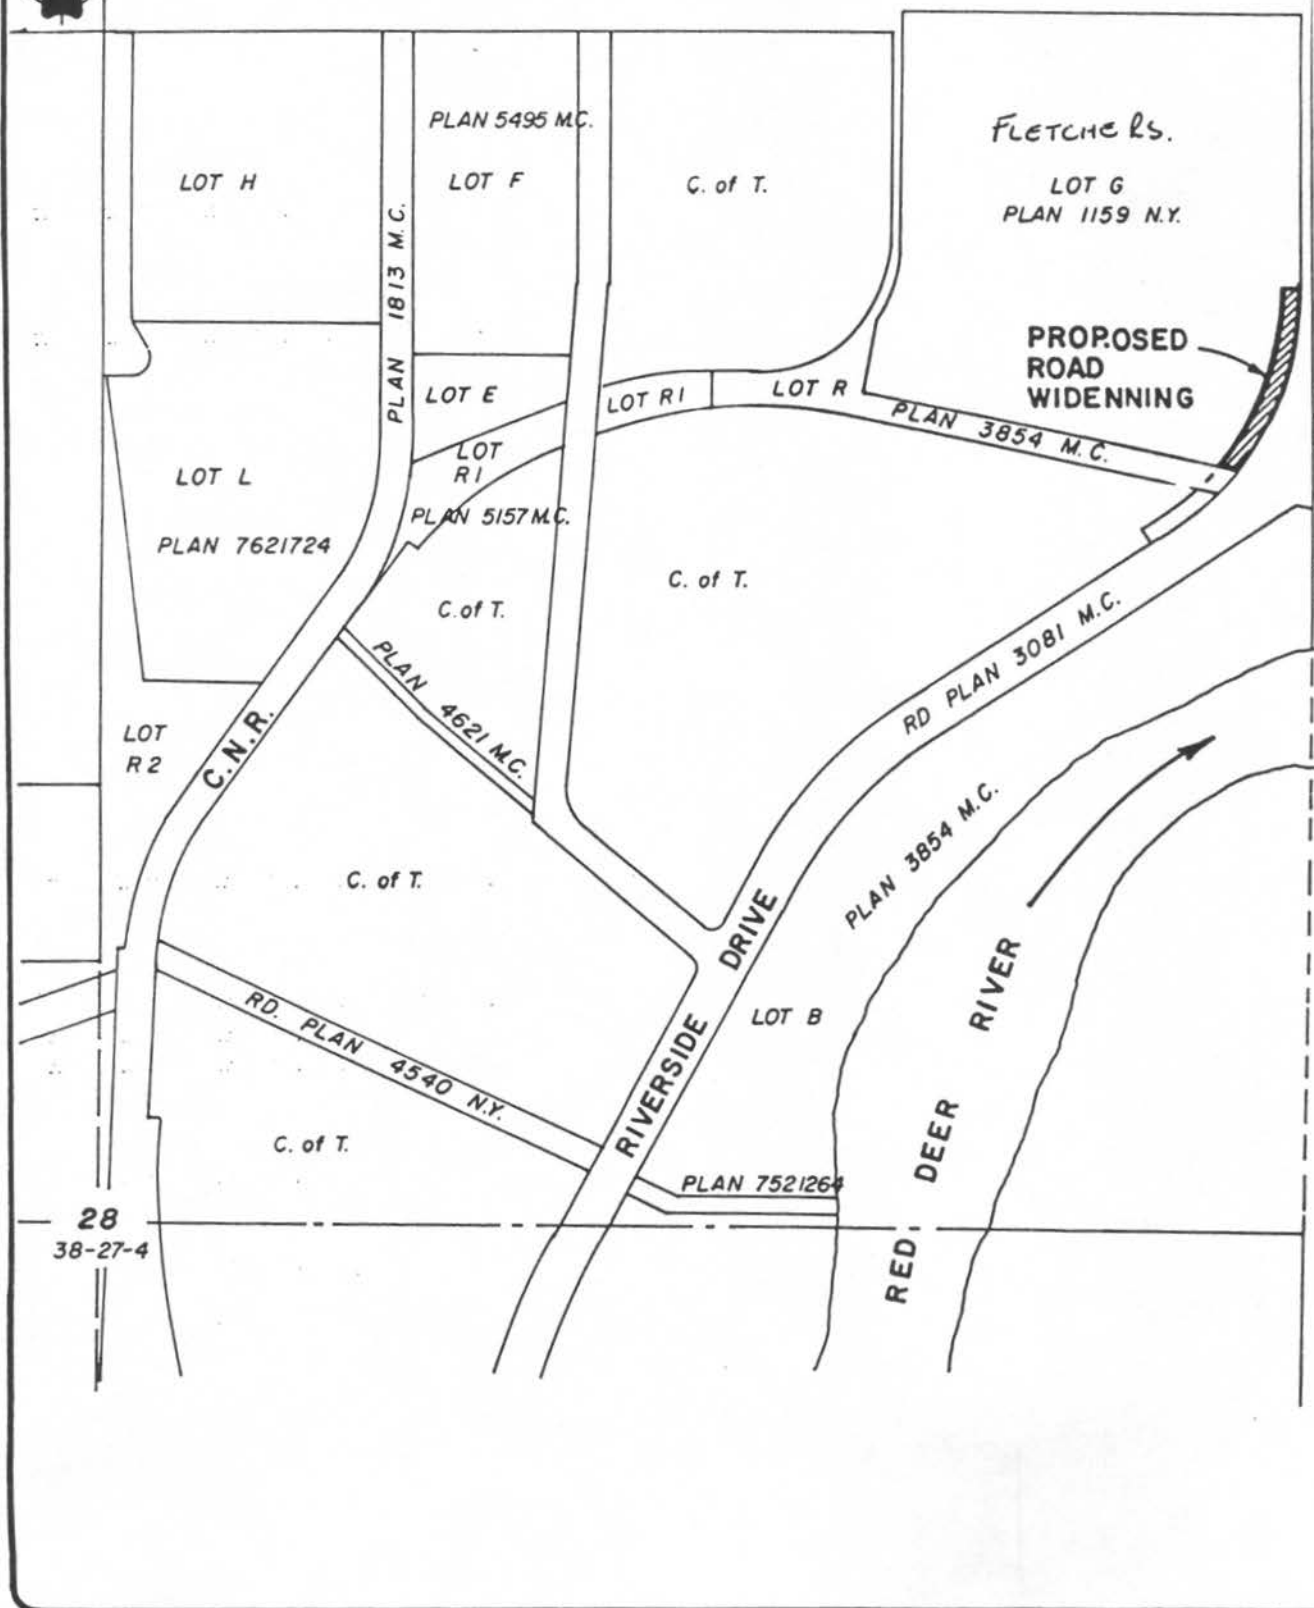 PLAN 5495 M.C.
FLETCHERS.
LOT H
LOT F
C. of T.
LOT G
PLAN 1159 N.Y.
PLAN 1813 M.C.
PROPOSED
ROAD
WIDENNING
LOT E
LOT R1
LOT R
PLAN 3854 M.C.
LOT
R1
LOT L
PLAN 5157 M.C.
PLAN 7621724
C. of T.
C. of T.
RD PLAN 3081 M.C.
PLAN 4621 M.C.
LOT
R2
C.N.R.
PLAN 3854 M.C.
C. of T.
RIVERSIDE DRIVE
LOT B
RED DEER RIVER
RD. PLAN 4540 N.Y.
C. of T.
PLAN 7521264
28
38-27-4